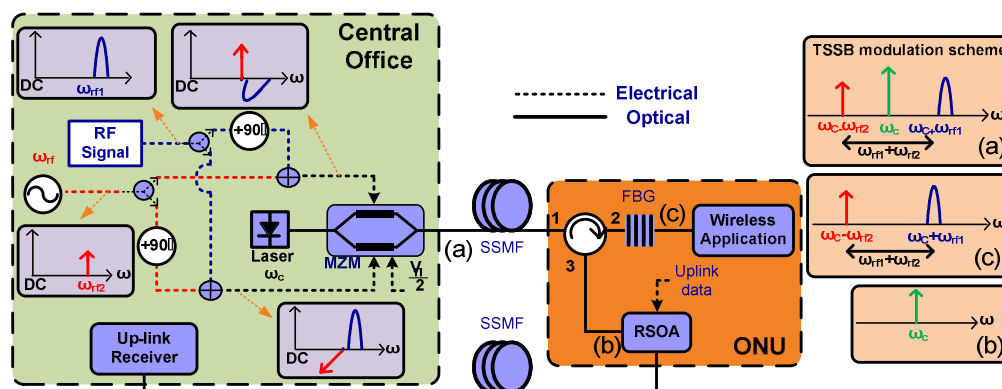 Central
Office
DC
ω
ωrf1
ω
RF
Signal
+90▯
ωrf
+90▯
DC
ω
ωrf2
Laser
ωc
MZM
VΠ
2
DC
ω
Up-link
Receiver
Electrical
Optical
(a)
SSMF
SSMF
1
2
3
FBG
(c)
Wireless
Application
Uplink
data
RSOA
(b)
ONU
TSSB modulation scheme
ω
ωC-ωrf2
ωc
ωC+ωrf1
ωrf1+ωrf2
(a)
ω
ωC-ωrf2
ωC+ωrf1
ωrf1+ωrf2
(c)
ω
ωc
(b)